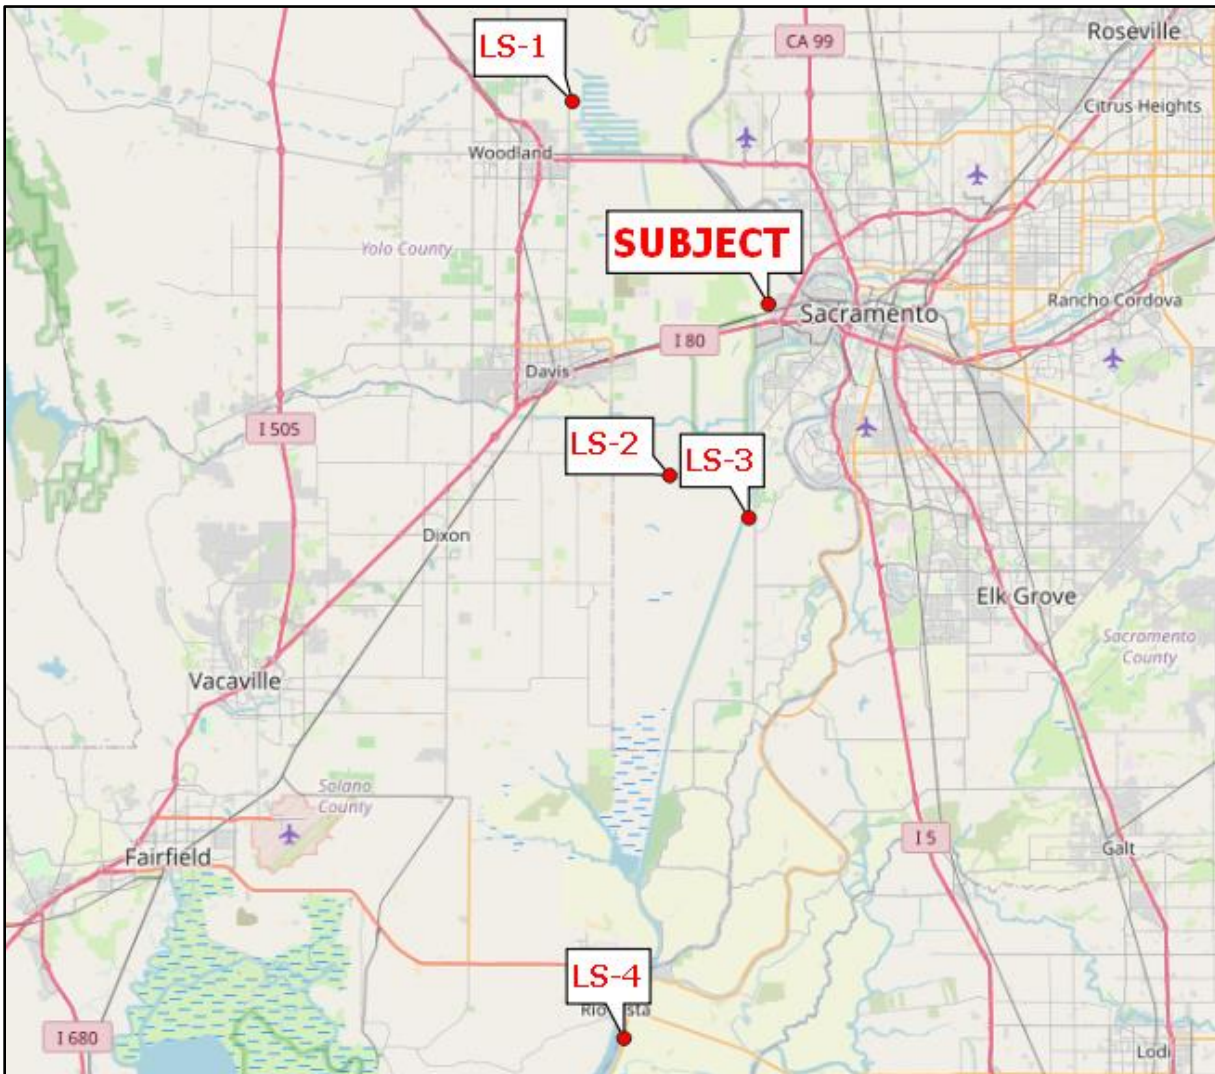 Roseville
LS-1
CA 99
Citrus Heights
Woodland
SUBJECT
Yolo County
Rancho Cordova
Sacramento
I 80
Davis
I 505
LS-2
LS-3
Dixon
Elk Grove
Sacramento
County
Vacaville
Solano
County
I 5
Galt
Fairfield
LS-4
I 680
Lodi